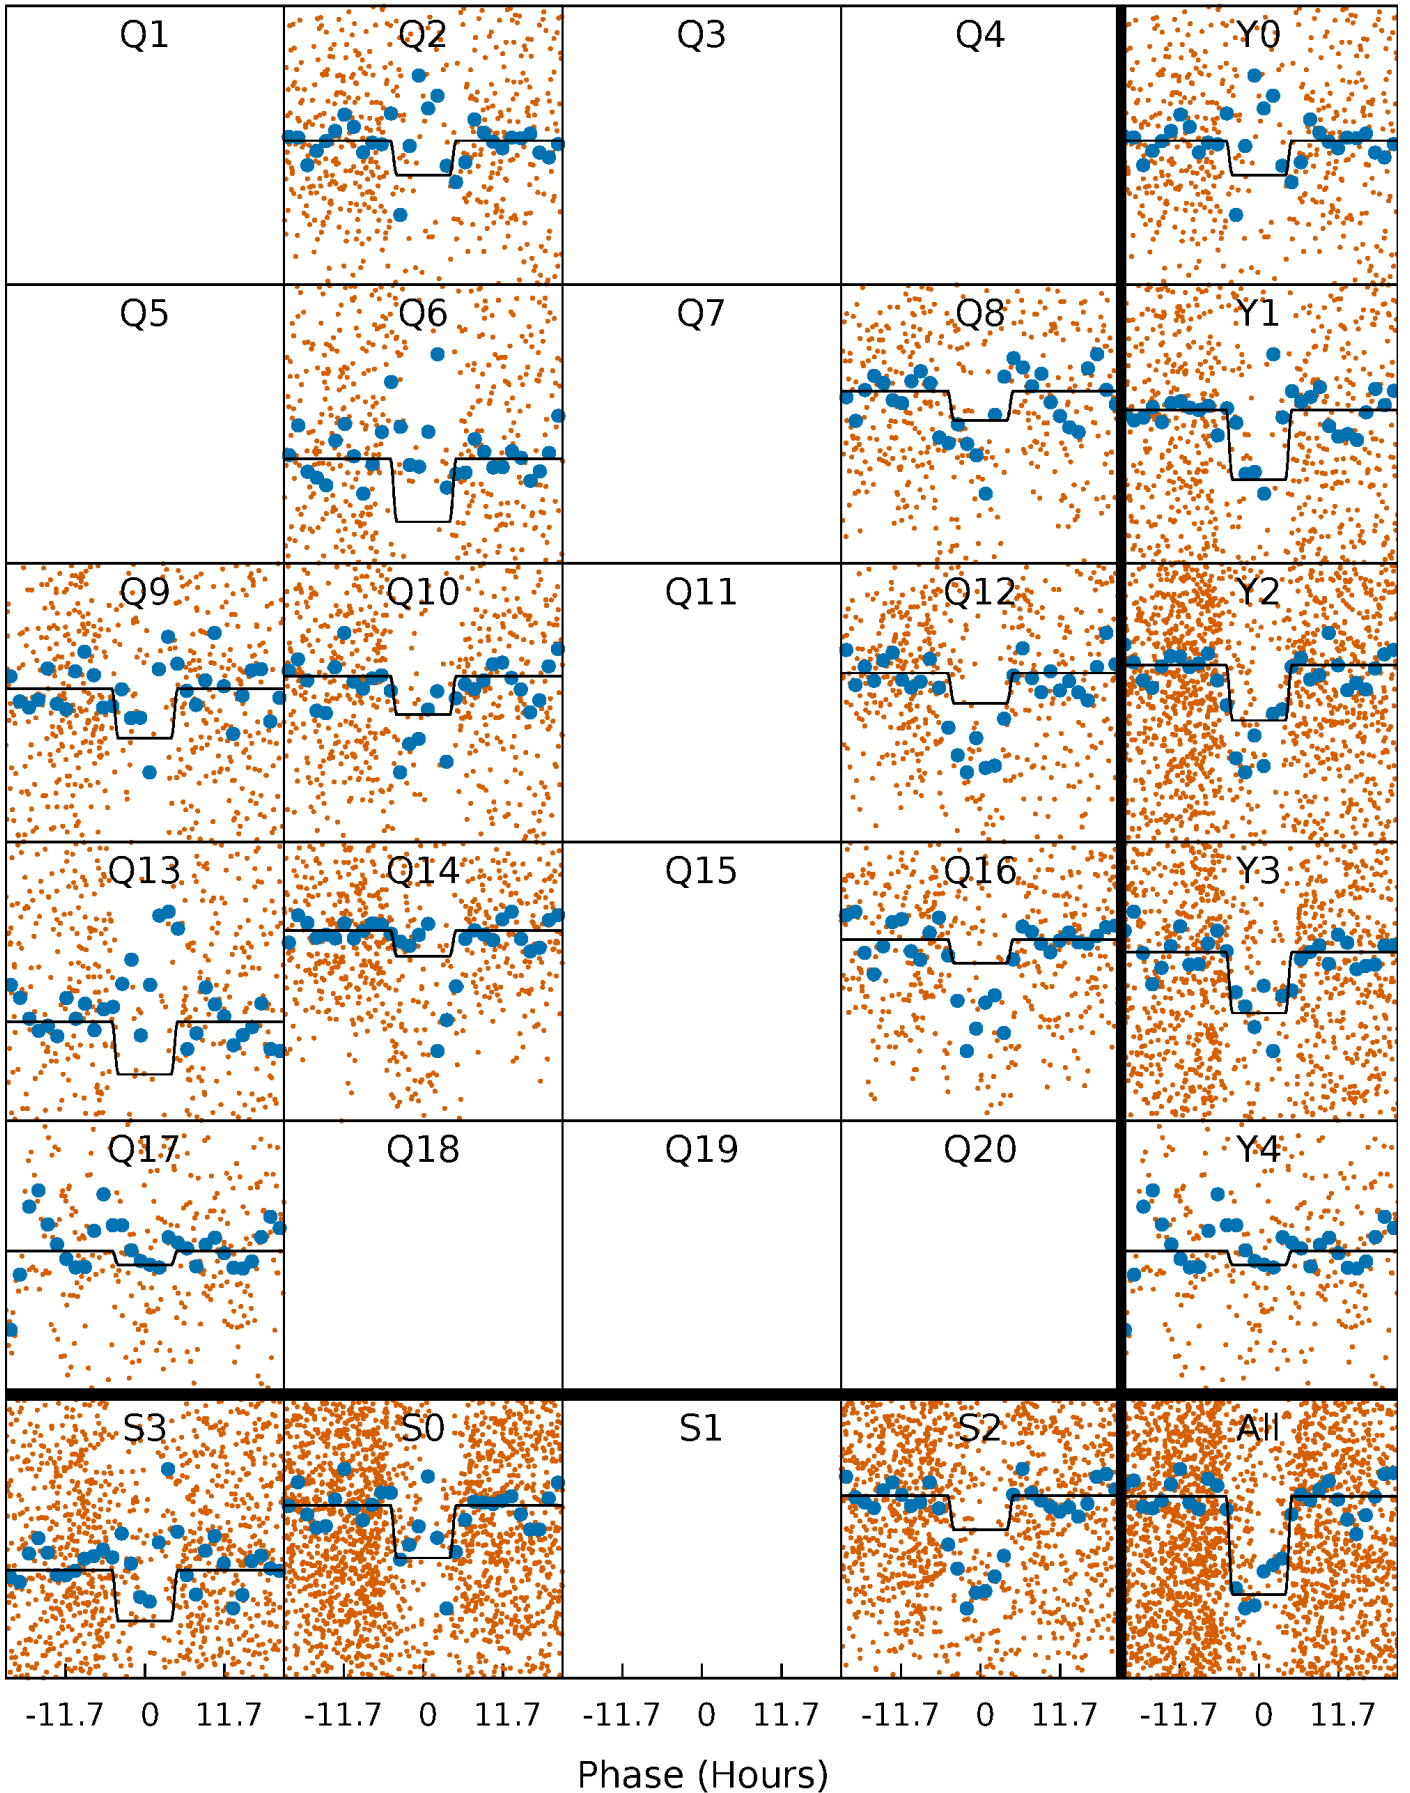 Q1 Q2 Q3 Q4 Y0
Q5 Q6 Q7 Q8 Y1
Q9 Q10 Q11 Q12 Y2
Q13 Q14 Q15 Q16 Y3
Q17 Q18 Q19 Q20 Y4
S3 S0 S1 S2 All
-11.7 0 11.7 -11.7 0 11.7 -11.7 0 11.7 -11.7 0 11.7 -11.7 0 11.7
Phase (Hours)